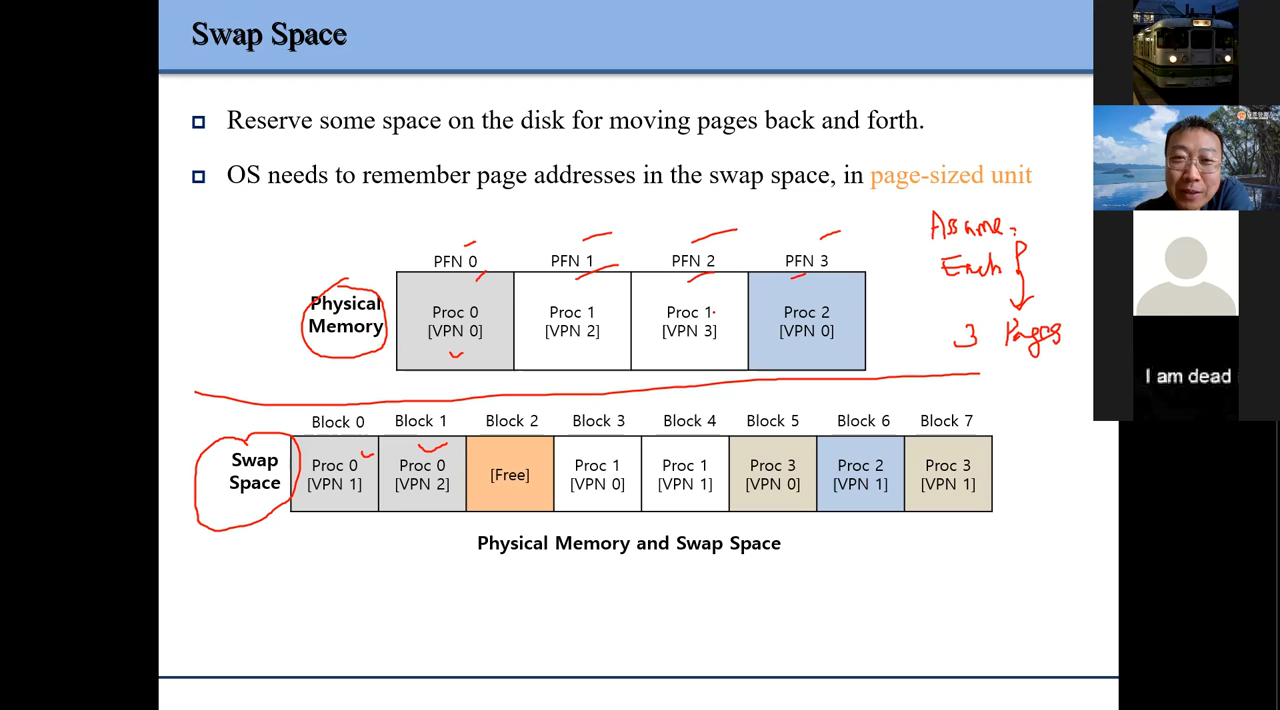 Swap Space
Reserve some space on the disk for moving pages back and forth.
OS needs to remember page addresses in the swap space, in page-sized unit
Assume:
Each
3 Pages
PFN 0 PFN 1 PFN 2 PFN 3
Physical
Memory
Proc 0
[VPN 0]
Proc 1
[VPN 2]
Proc 1
[VPN 3]
Proc 2
[VPN 0]
Block 0 Block 1 Block 2 Block 3 Block 4 Block 5 Block 6 Block 7
Swap
Space
Proc 0
[VPN 1]
Proc 0
[VPN 2]
[Free]
Proc 1
[VPN 0]
Proc 1
[VPN 1]
Proc 3
[VPN 0]
Proc 2
[VPN 1]
Proc 3
[VPN 1]
Physical Memory and Swap Space
I am dead